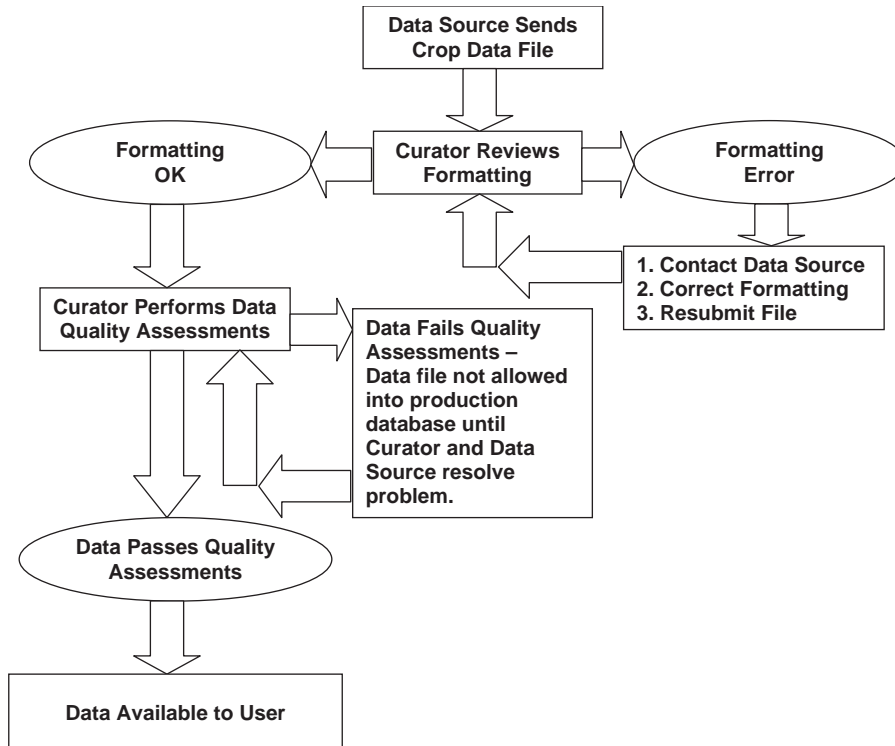 Data Source Sends
Crop Data File
Formatting
OK
Curator Reviews
Formatting
Formatting
Error
1. Contact Data Source
2. Correct Formatting
3. Resubmit File
Curator Performs Data
Quality Assessments
Data Fails Quality
Assessments –
Data file not allowed
into production
database until
Curator and Data
Source resolve
problem.
Data Passes Quality
Assessments
Data Available to User